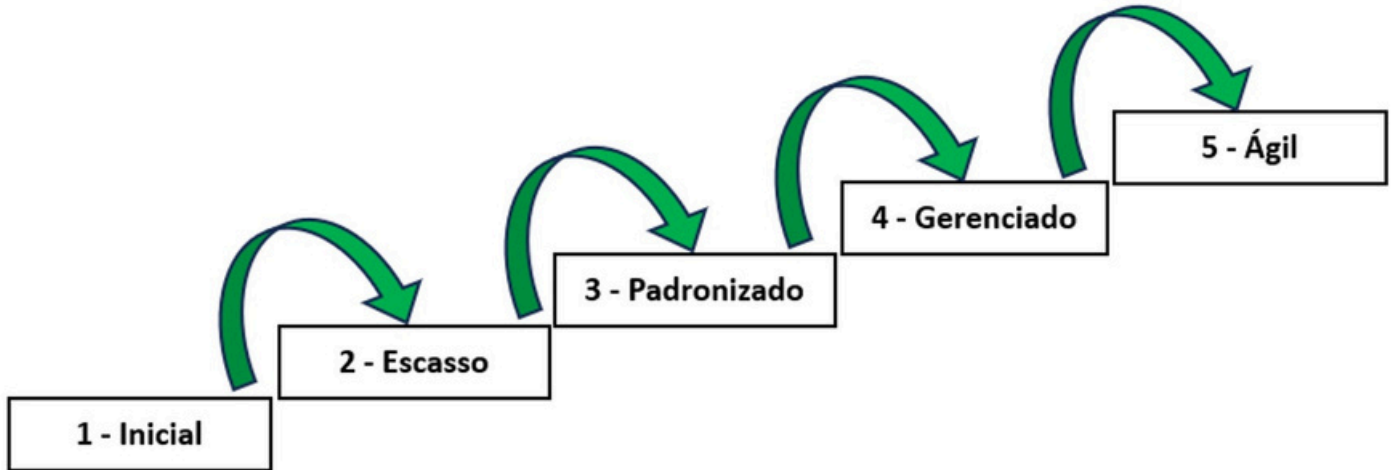 5 - Ágil
4 - Gerenciado
3 - Padronizado
2 - Escasso
1 - Inicial